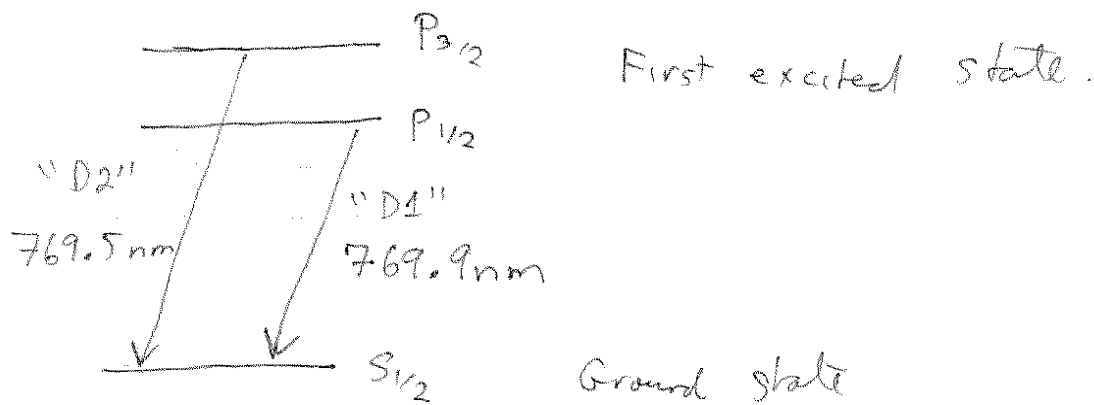 P3/2
First excited state.
P1/2
"D2"
"D1"
769.5nm
769.9nm
S1/2
Ground state